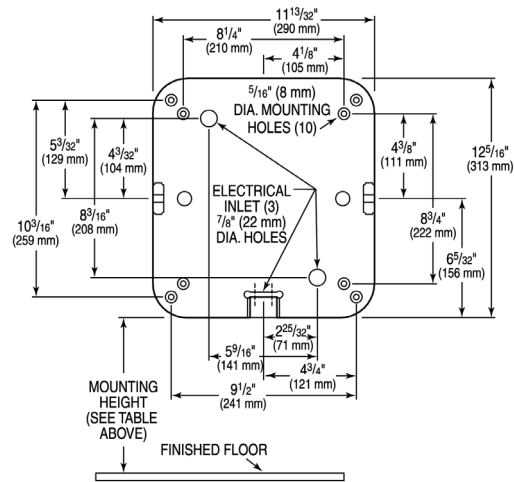 11 13/32"
(290 mm)
8 1/4"
(210 mm)
4 1/8"
(105 mm)
5/16" (8 mm)
DIA. MOUNTING
HOLES (10)
5 3/32"
(129 mm)
4 3/32"
(104 mm)
4 3/8"
(111 mm)
12 5/16"
(313 mm)
ELECTRICAL
INLET (3)
7/8" (22 mm)
DIA. HOLES
10 3/16"
(259 mm)
8 3/16"
(208 mm)
8 3/4"
(222 mm)
6 5/32"
(156 mm)
2 25/32"
(71 mm)
5 9/16"
(141 mm)
4 3/4"
(121 mm)
9 1/2"
(241 mm)
MOUNTING
HEIGHT
(SEE TABLE
ABOVE)
FINISHED FLOOR